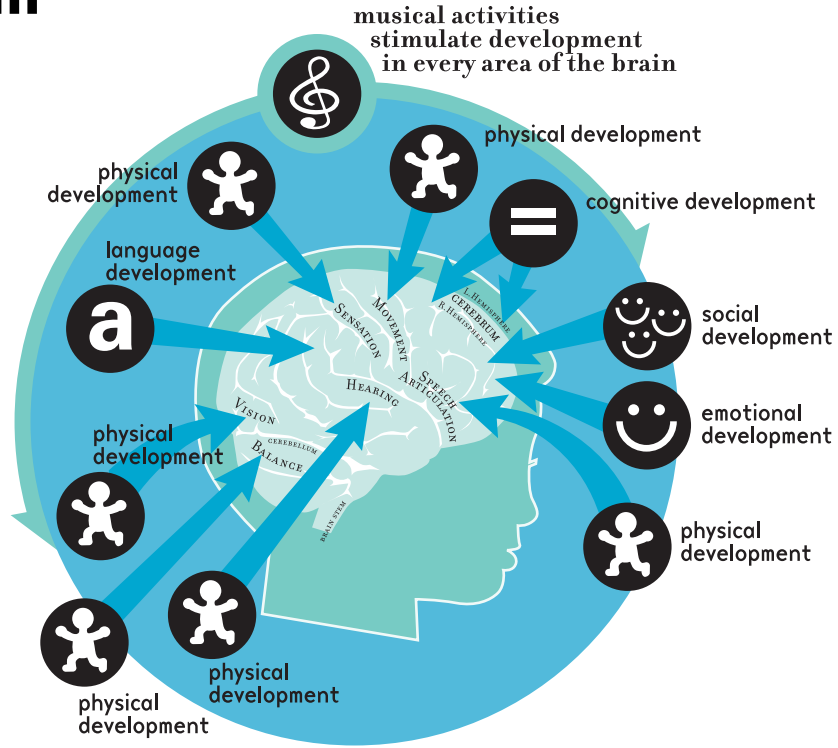 musical activities
stimulate development
in every area of the brain
physical development
physical
development
cognitive development
language
development
a
=
social
development
L. HEMISPHERE
CEREBRUM
R. HEMISPHERE
MOVEMENT
SENSATION
SPEECH
ARTICULATION
HEARING
VISION
CEREBELLUM
BALANCE
BRAIN STEM
emotional
development
physical
development
physical
development
physical
development
physical
development